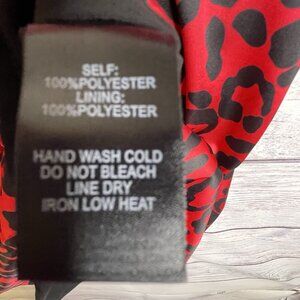 SELF:
100%POLYESTER
LINING:
100%POLYESTER
HAND WASH COLD
DO NOT BLEACH
LINE DRY
IRON LOW HEAT